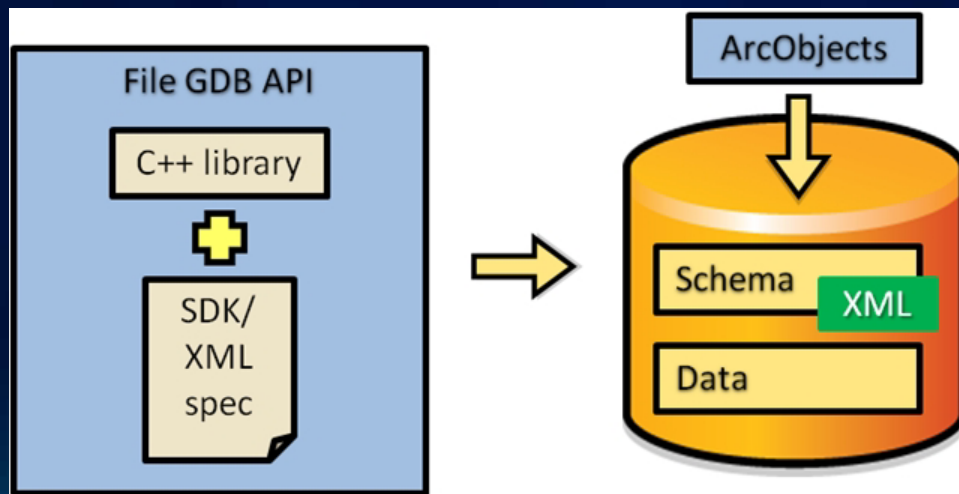 File GDB API
C++ library
SDK/
XML
spec
ArcObjects
Schema
XML
Data